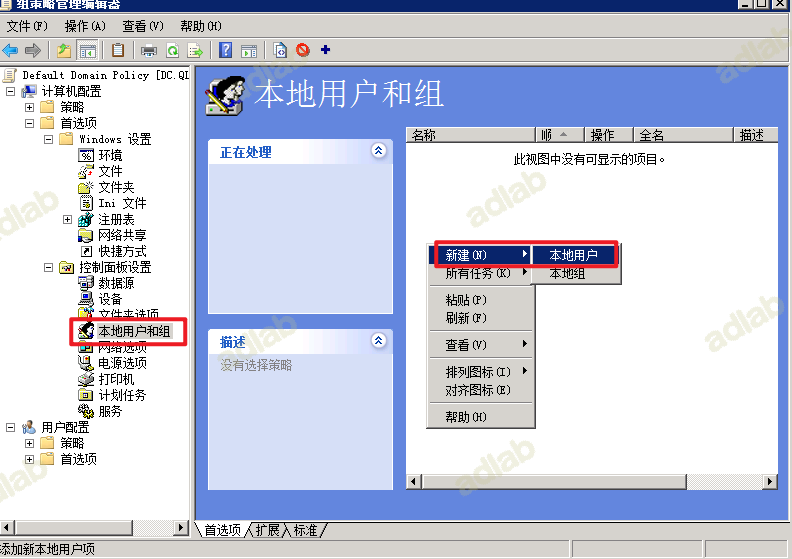 组策略管理编辑器
文件(F) 操作(A) 查看(V) 帮助(H)
Default Domain Policy [DC.QI
计算机配置
策略
首选项
Windows 设置
环境
文件
文件夹
Ini 文件
注册表
网络共享
快捷方式
控制面板设置
数据源
设备
文件夹选项
本地用户和组
网络选项
电源选项
打印机
计划任务
服务
用户配置
策略
首选项
本地用户和组
正在处理
描述
没有选择策略
名称 顺 操作 全名 描述
此视图中没有可显示的项目。
新建(N) 本地用户
所有任务(K) 本地组
粘贴(P)
刷新(F)
查看(V)
排列图标(I)
对齐图标(E)
帮助(H)
首选项 扩展 标准
添加新本地用户项
adlab
adlab
adlab
adlab
adlab
adlab
adlab
adlab